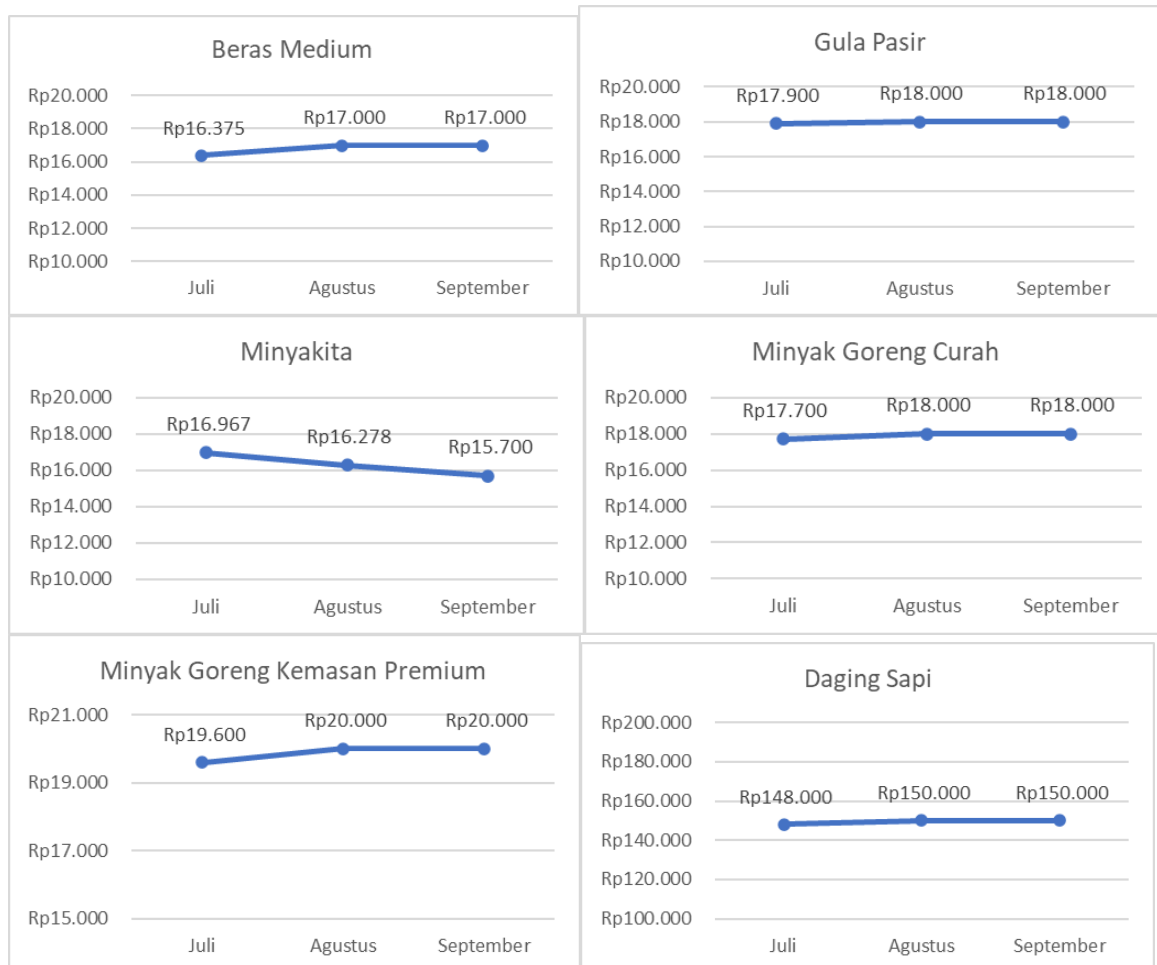 Beras Medium
Rp20.000
Rp18.000
Rp16.000
Rp14.000
Rp12.000
Rp10.000
Rp16.375
Rp17.000
Rp17.000
Juli
Agustus
September
Gula Pasir
Rp20.000
Rp18.000
Rp16.000
Rp14.000
Rp12.000
Rp10.000
Rp17.900
Rp18.000
Rp18.000
Juli
Agustus
September
Minyakita
Rp20.000
Rp18.000
Rp16.000
Rp14.000
Rp12.000
Rp10.000
Rp16.967
Rp16.278
Rp15.700
Juli
Agustus
September
Minyak Goreng Curah
Rp20.000
Rp18.000
Rp16.000
Rp14.000
Rp12.000
Rp10.000
Rp17.700
Rp18.000
Rp18.000
Juli
Agustus
September
Minyak Goreng Kemasan Premium
Rp21.000
Rp19.000
Rp17.000
Rp15.000
Rp19.600
Rp20.000
Rp20.000
Juli
Agustus
September
Daging Sapi
Rp200.000
Rp180.000
Rp160.000
Rp140.000
Rp120.000
Rp100.000
Rp148.000
Rp150.000
Rp150.000
Juli
Agustus
September